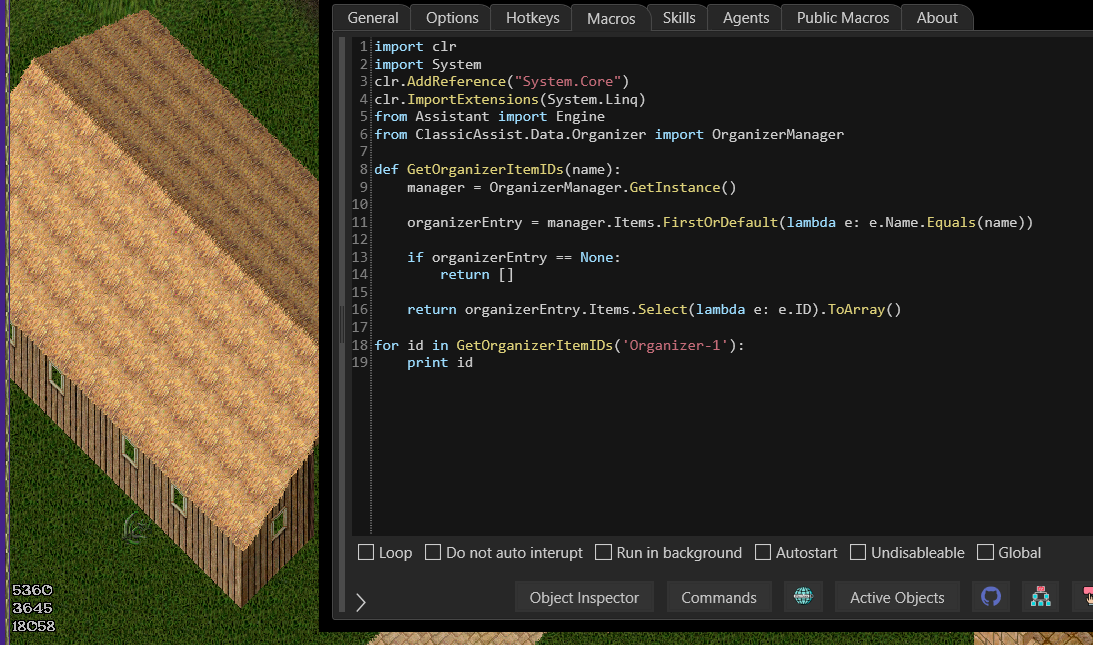 General Options Hotkeys Macros Skills Agents Public Macros About
1 import clr
2 import System
3 clr.AddReference("System.Core")
4 clr.ImportExtensions(System.Linq)
5 from Assistant import Engine
6 from ClassicAssist.Data.Organizer import OrganizerManager
7
8 def GetOrganizerItemIDs(name):
9     manager = OrganizerManager.GetInstance()
10
11     organizerEntry = manager.Items.FirstOrDefault(lambda e: e.Name.Equals(name))
12
13     if organizerEntry == None:
14         return []
15
16     return organizerEntry.Items.Select(lambda e: e.ID).ToArray()
17
18 for id in GetOrganizerItemIDs('Organizer-1'):
19     print id
Loop Do not auto interupt Run in background Autostart Undisableable Global
Object Inspector Commands Active Objects
5360
3645
18058